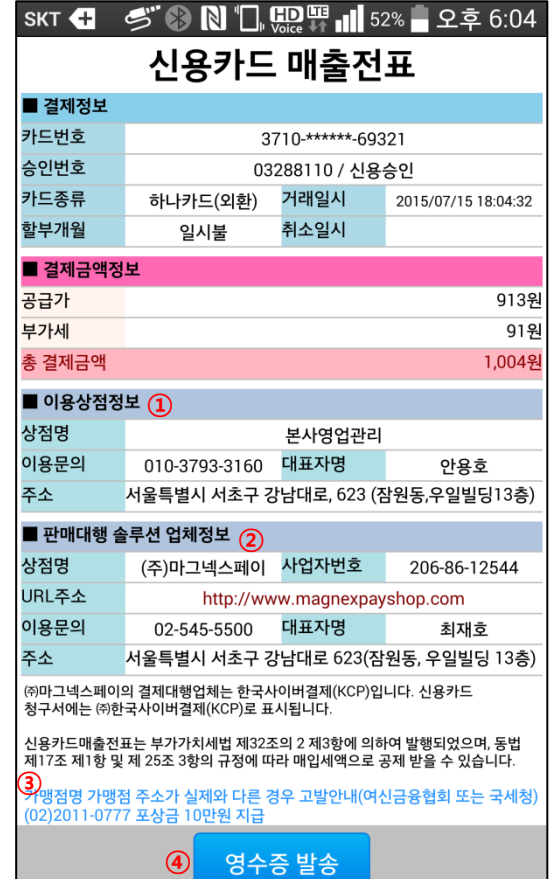 SKT HD Voice LTE 52% 오후 6:04
신용카드 매출전표
■ 결제정보
카드번호 3710-******-69321
승인번호 03288110 / 신용승인
카드종류 하나카드(외환) 거래일시 2015/07/15 18:04:32
할부개월 일시불 취소일시
■ 결제금액정보
공급가 913원
부가세 91원
총 결제금액 1,004원
■ 이용상점정보 ①
상점명 본사영업관리
이용문의 010-3793-3160 대표자명 안용호
주소 서울특별시 서초구 강남대로, 623 (잠원동,우일빌딩13층)
■ 판매대행 솔루션 업체정보 ②
상점명 (주)마그넥스페이 사업자번호 206-86-12544
URL주소 http://www.magnexpayshop.com
이용문의 02-545-5500 대표자명 최재호
주소 서울특별시 서초구 강남대로 623(잠원동, 우일빌딩 13층)
㈜마그넥스페이의 결제대행업체는 한국사이버결제(KCP)입니다. 신용카드
청구서에는 ㈜한국사이버결제(KCP)로 표시됩니다.
신용카드매출전표는 부가가치세법 제32조의 2 제3항에 의하여 발행되었으며, 동법
제17조 제1항 및 제 25조 3항의 규정에 따라 매입세액으로 공제 받을 수 있습니다.
③
가맹점명 가맹점 주소가 실제와 다른 경우 고발안내(여신금융협회 또는 국세청)
(02)2011-0777 포상금 10만원 지급
④ 영수증 발송